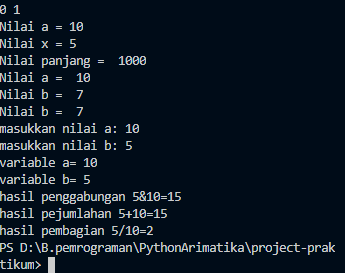 0 1
Nilai a = 10
Nilai x = 5
Nilai panjang =  1000
Nilai a =  10
Nilai b =  7
Nilai b =  7
masukkan nilai a: 10
masukkan nilai b: 5
variable a= 10
variable b= 5
hasil penggabungan 5&10=15
hasil pejumlahan 5+10=15
hasil pembagian 5/10=2
PS D:\B.pemrograman\PythonArimatika\project-prak
tikum>